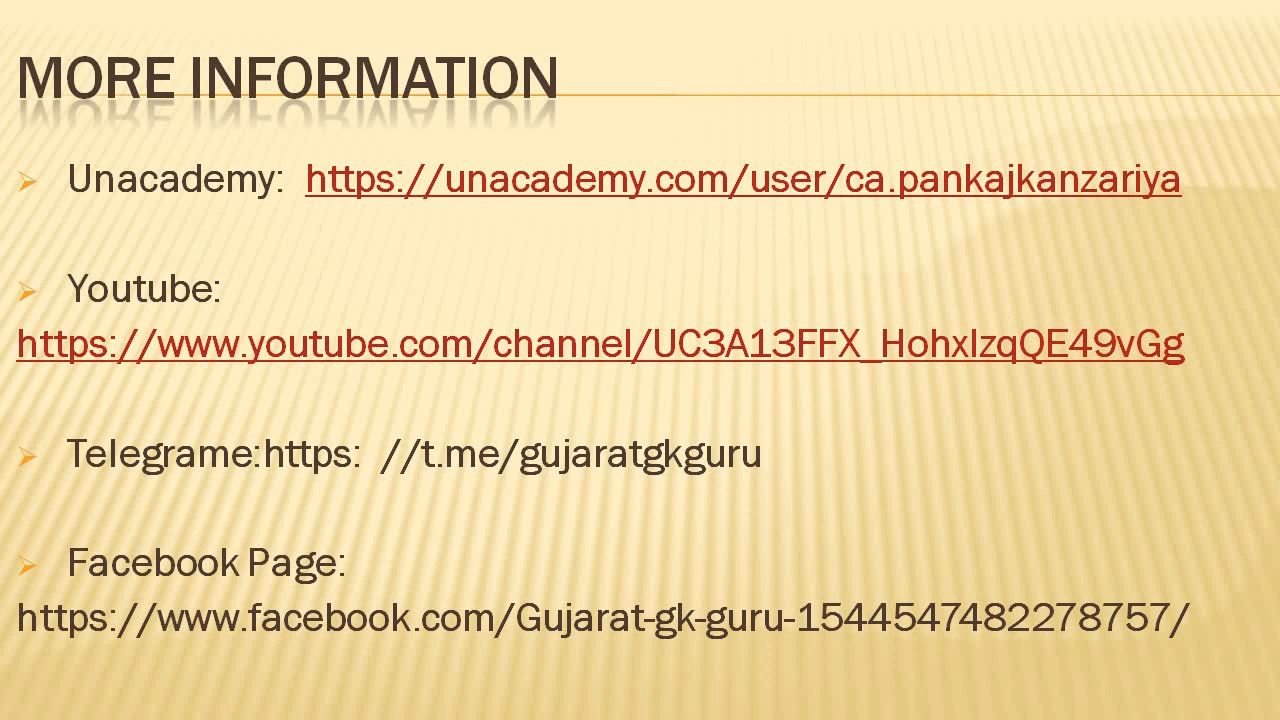 MORE INFORMATION
Unacademy: https://unacademy.com/user/ca.pankajkanzariya
Youtube:
https://www.youtube.com/channel/UC3A13FFX_HohxIzqQE49vGg
Telegrame:https: //t.me/gujaratgkguru
Facebook Page:
https://www.facebook.com/Gujarat-gk-guru-1544547482278757/